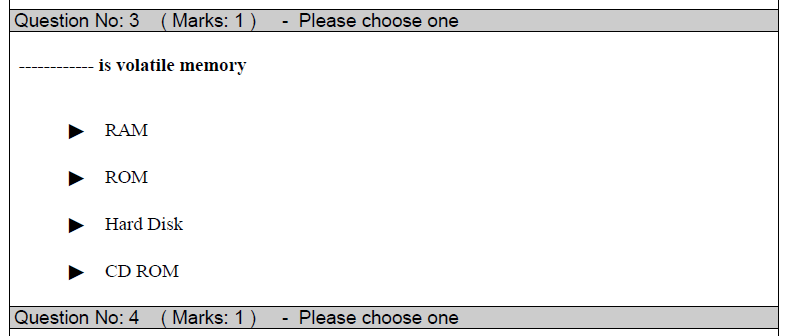 Question No: 3 ( Marks: 1 ) - Please choose one
------------ is volatile memory
► RAM
► ROM
► Hard Disk
► CD ROM
Question No: 4 ( Marks: 1 ) - Please choose one